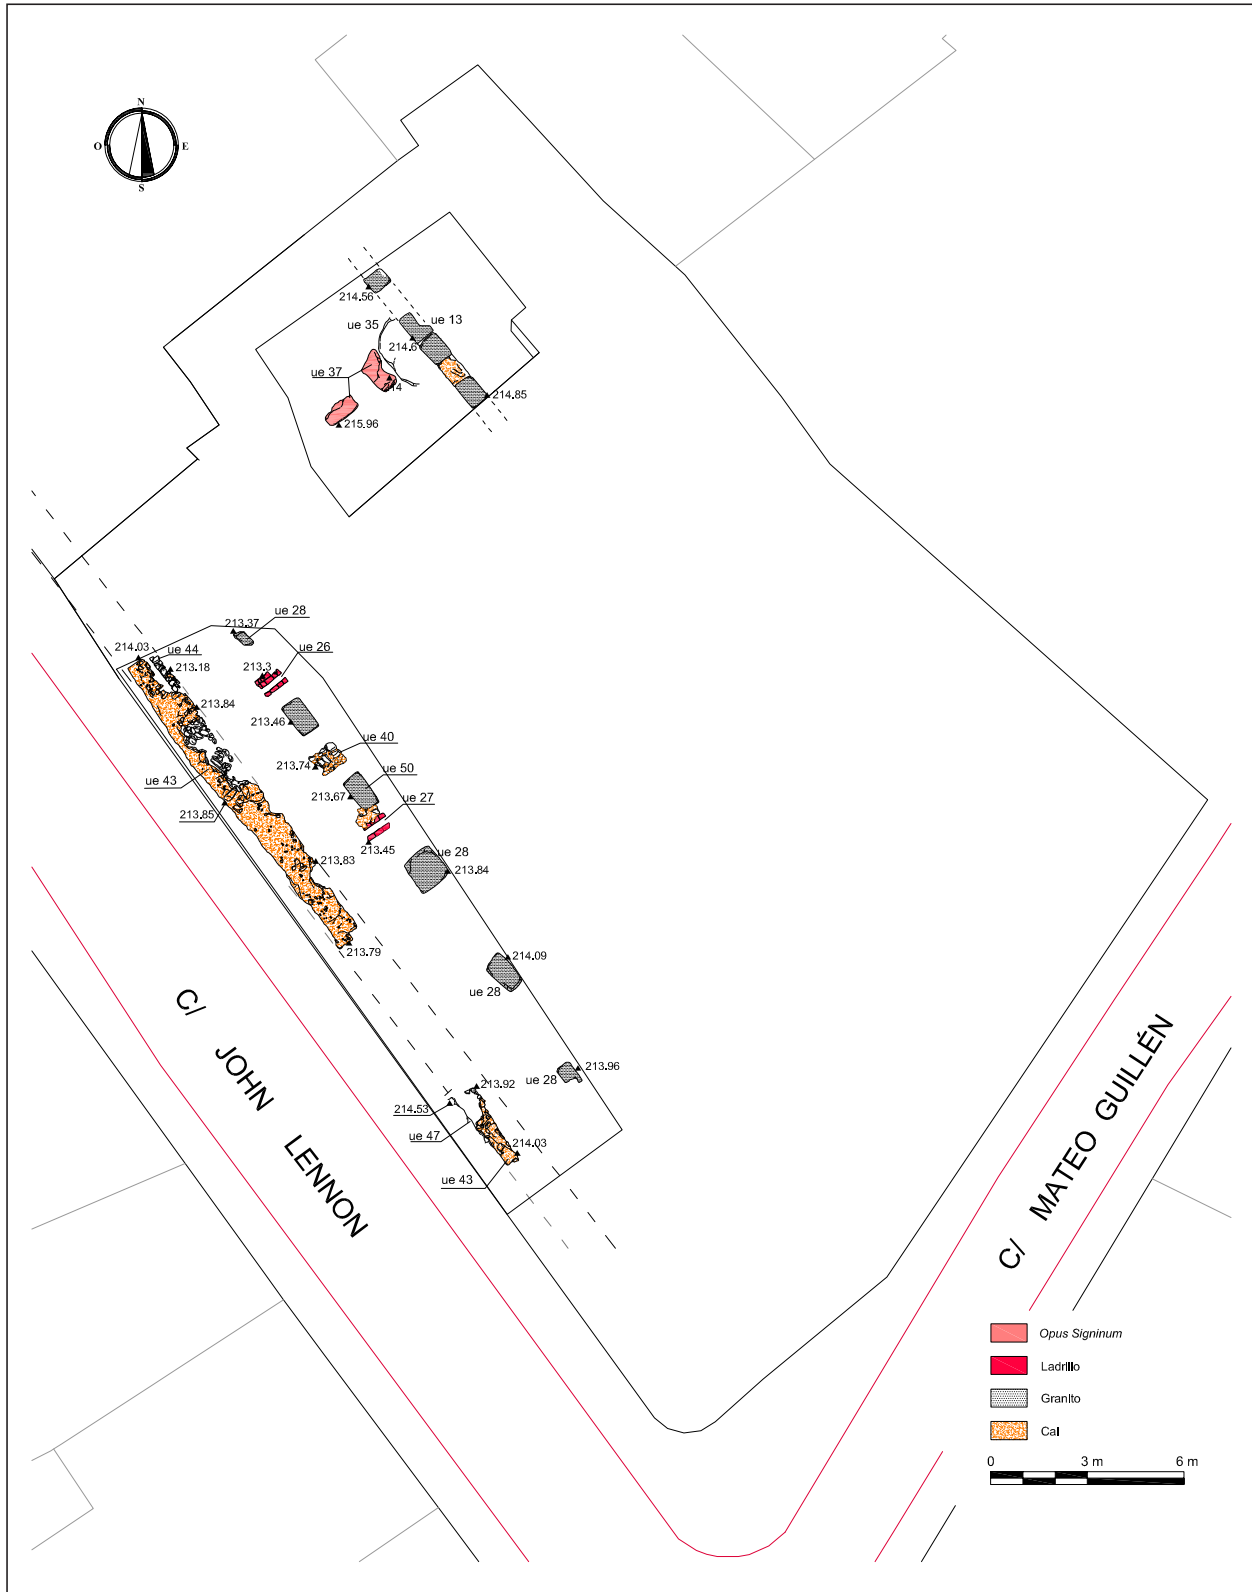 N
O E
S
214.56
ue 35
ue 13
214.6
ue 37
214
214.85
215.96
ue 28
213.37
214.03
ue 44
213.18
213.3
ue 26
213.84
213.46
ue 40
213.74
ue 43
ue 50
213.67
ue 27
213.85
213.45
213.83
ue 28
213.84
213.79
214.09
ue 28
213.96
ue 28
213.92
214.53
ue 47
214.03
ue 43
C/ JOHN LENNON
C/ MATEO GUILLÉN
Opus Signinum
Ladrillo
Granito
Cal
0 3 m 6 m